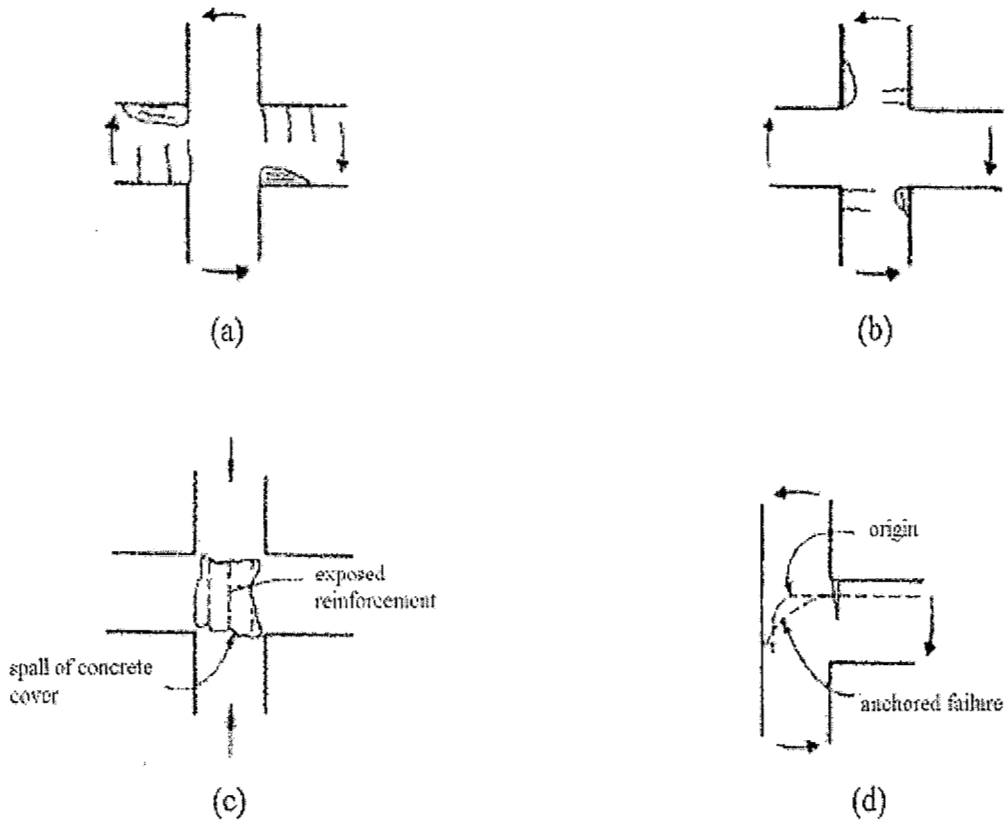 (a)
(b)
exposed
reinforcement
spall of concrete
cover
(c)
origin
anchored failure
(d)